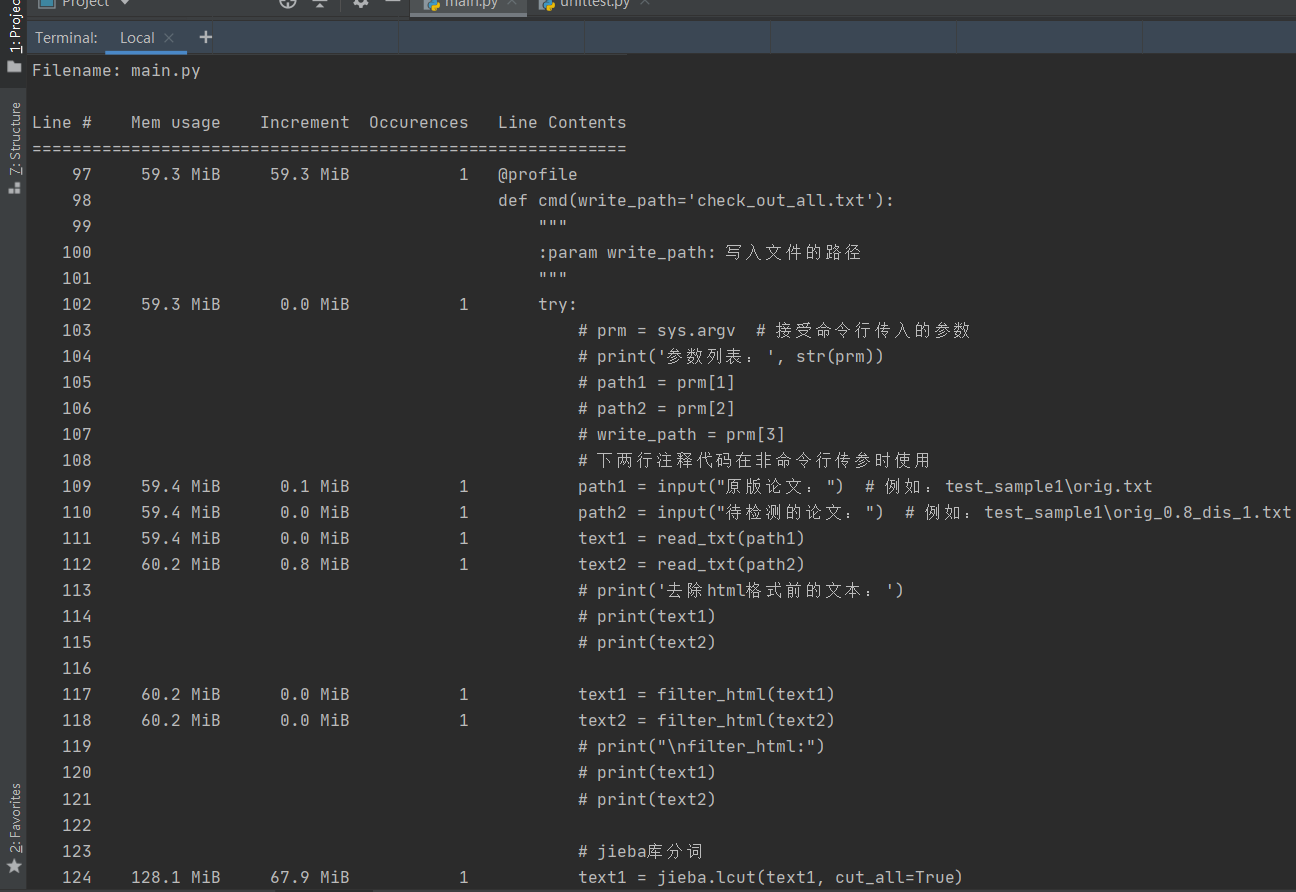 Project
main.py
unittest.py
1: Project
Terminal: Local +
Filename: main.py
Line # Mem usage Increment Occurences Line Contents
============================================================
97 59.3 MiB 59.3 MiB 1 @profile
98 def cmd(write_path='check_out_all.txt'):
99 """
100 :param write_path: 写入文件的路径
101 """
102 59.3 MiB 0.0 MiB 1 try:
103 # prm = sys.argv # 接受命令行传入的参数
104 # print('参数列表：', str(prm))
105 # path1 = prm[1]
106 # path2 = prm[2]
107 # write_path = prm[3]
108 # 下两行注释代码在非命令行传参时使用
109 59.4 MiB 0.1 MiB 1 path1 = input("原版论文：") # 例如：test_sample1\orig.txt
110 59.4 MiB 0.0 MiB 1 path2 = input("待检测的论文：") # 例如：test_sample1\orig_0.8_dis_1.txt
111 59.4 MiB 0.0 MiB 1 text1 = read_txt(path1)
112 60.2 MiB 0.8 MiB 1 text2 = read_txt(path2)
113 # print('去除html格式前的文本：')
114 # print(text1)
115 # print(text2)
116
117 60.2 MiB 0.0 MiB 1 text1 = filter_html(text1)
118 60.2 MiB 0.0 MiB 1 text2 = filter_html(text2)
119 # print("\nfilter_html:")
120 # print(text1)
121 # print(text2)
122
123 # jieba库分词
124 128.1 MiB 67.9 MiB 1 text1 = jieba.lcut(text1, cut_all=True)
7: Structure
2: Favorites